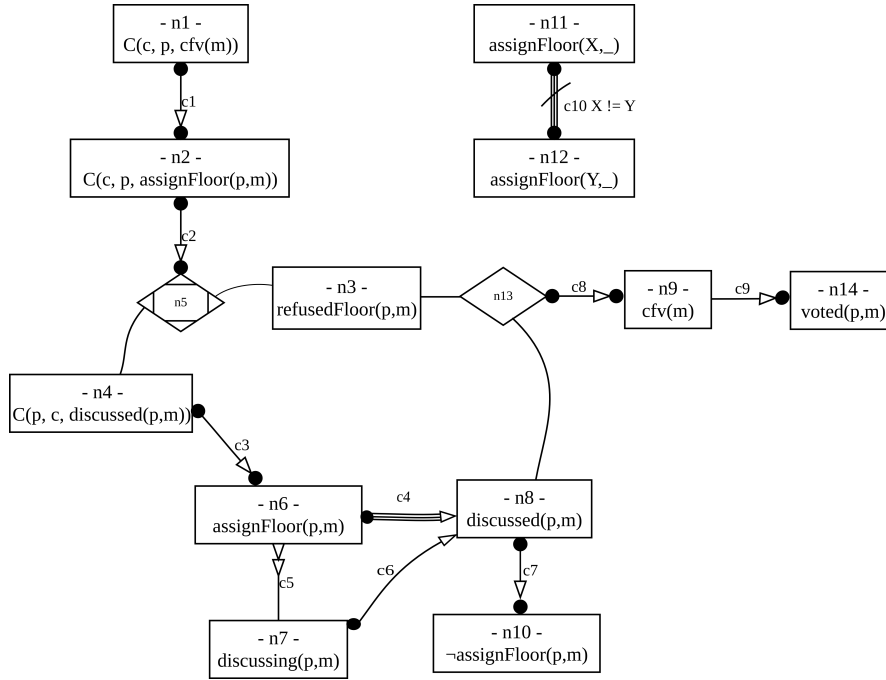 - n1 -
C(c, p, cfv(m))
- n11 -
assignFloor(X,_)
c1
c10 X != Y
- n2 -
C(c, p, assignFloor(p,m))
- n12 -
assignFloor(Y,_)
c2
n5
- n3 -
refusedFloor(p,m)
n13
c8
- n9 -
cfv(m)
c9
- n14 -
voted(p,m)
- n4 -
C(p, c, discussed(p,m))
c3
- n6 -
assignFloor(p,m)
c4
- n8 -
discussed(p,m)
c5
c6
c7
- n7 -
discussing(p,m)
- n10 -
¬assignFloor(p,m)